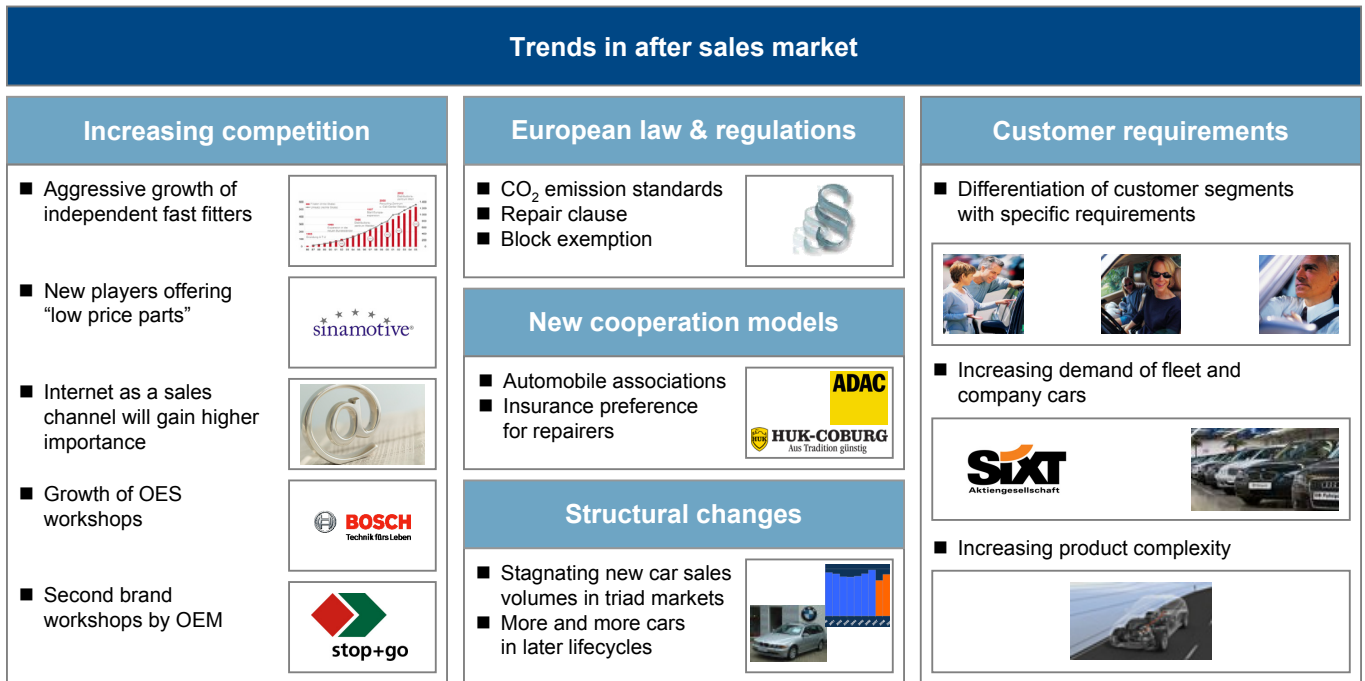 Trends in after sales market
Increasing competition
■ Aggressive growth of
independent fast fitters
■ New players offering
“low price parts”
sinamotive®
■ Internet as a sales
channel will gain higher
importance
@
■ Growth of OES
workshops
BOSCH
Technik fürs Leben
■ Second brand
workshops by OEM
stop+go
European law & regulations
■ CO₂ emission standards
■ Repair clause
■ Block exemption
§
New cooperation models
■ Automobile associations
■ Insurance preference
for repairers
ADAC
HUK
HUK-COBURG
Aus Tradition günstig
Structural changes
■ Stagnating new car sales
volumes in triad markets
■ More and more cars
in later lifecycles
Customer requirements
■ Differentiation of customer segments
with specific requirements
■ Increasing demand of fleet and
company cars
SiXT
Aktiengesellschaft
■ Increasing product complexity